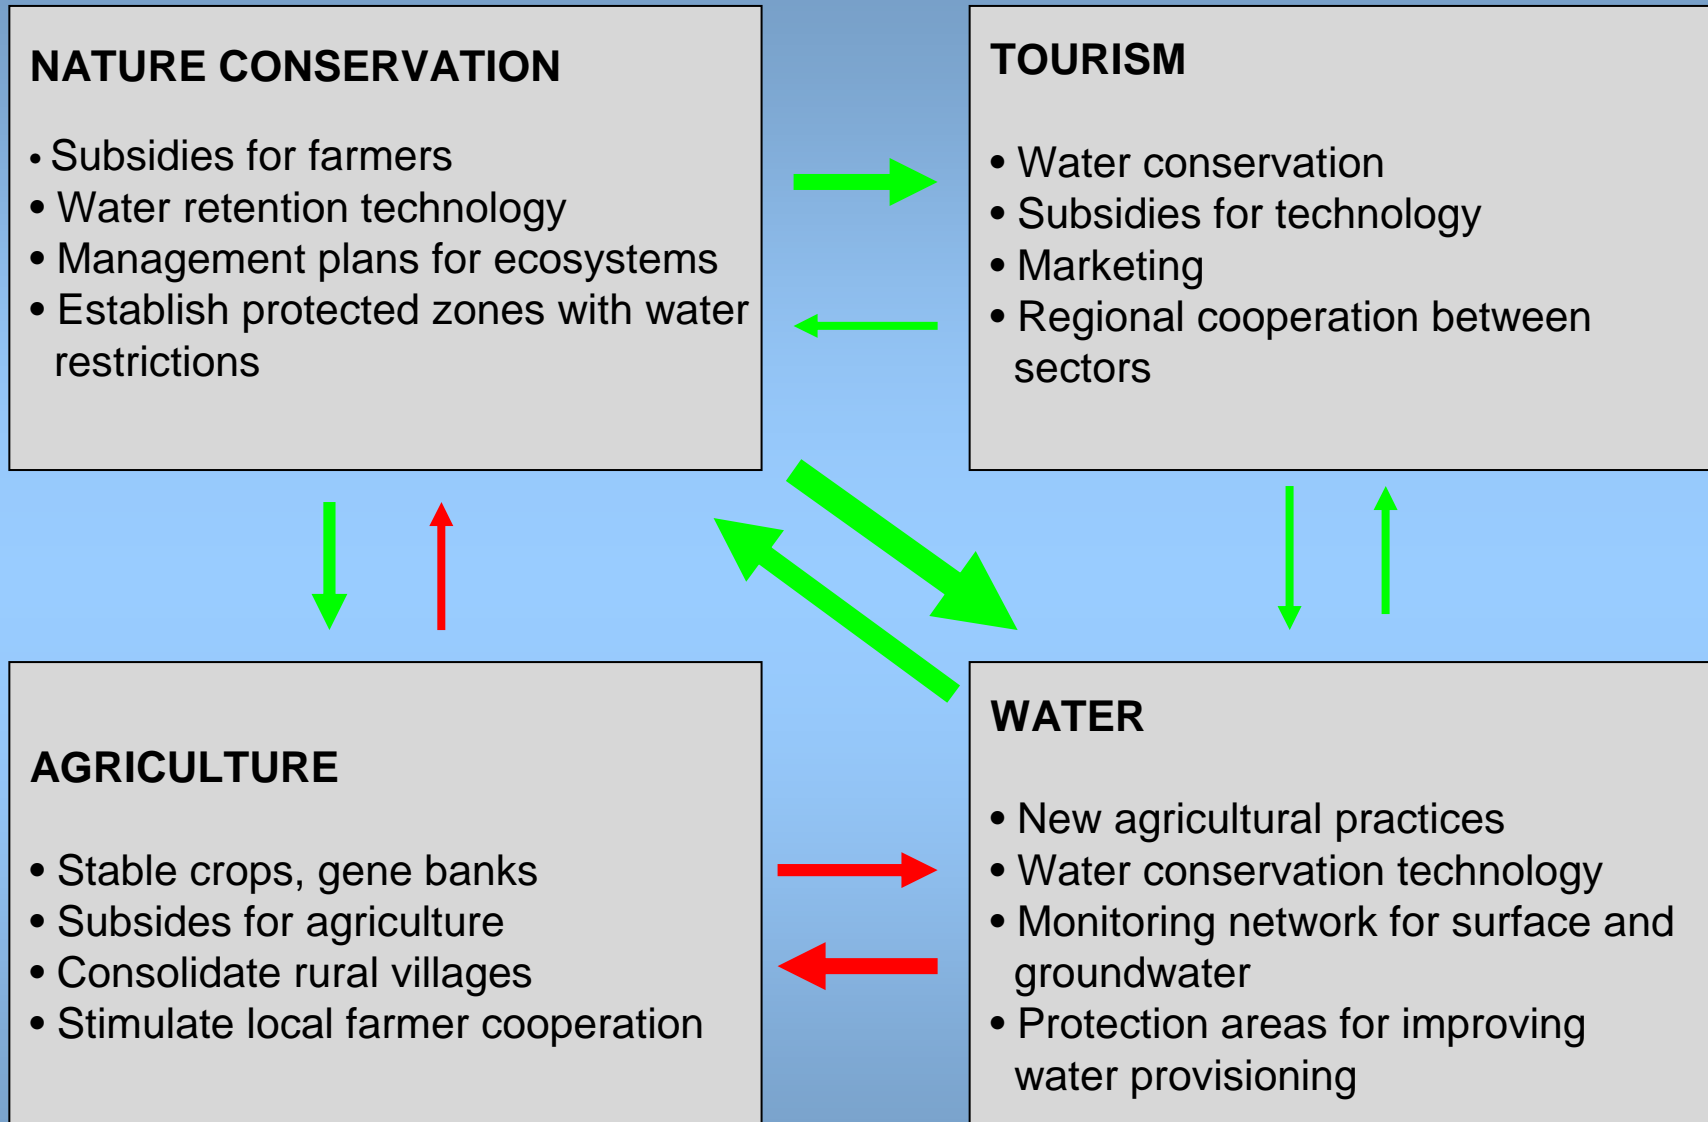 NATURE CONSERVATION
• Subsidies for farmers
• Water retention technology
• Management plans for ecosystems
• Establish protected zones with water
restrictions
TOURISM
• Water conservation
• Subsidies for technology
• Marketing
• Regional cooperation between
sectors
AGRICULTURE
• Stable crops, gene banks
• Subsides for agriculture
• Consolidate rural villages
• Stimulate local farmer cooperation
WATER
• New agricultural practices
• Water conservation technology
• Monitoring network for surface and
groundwater
• Protection areas for improving
water provisioning